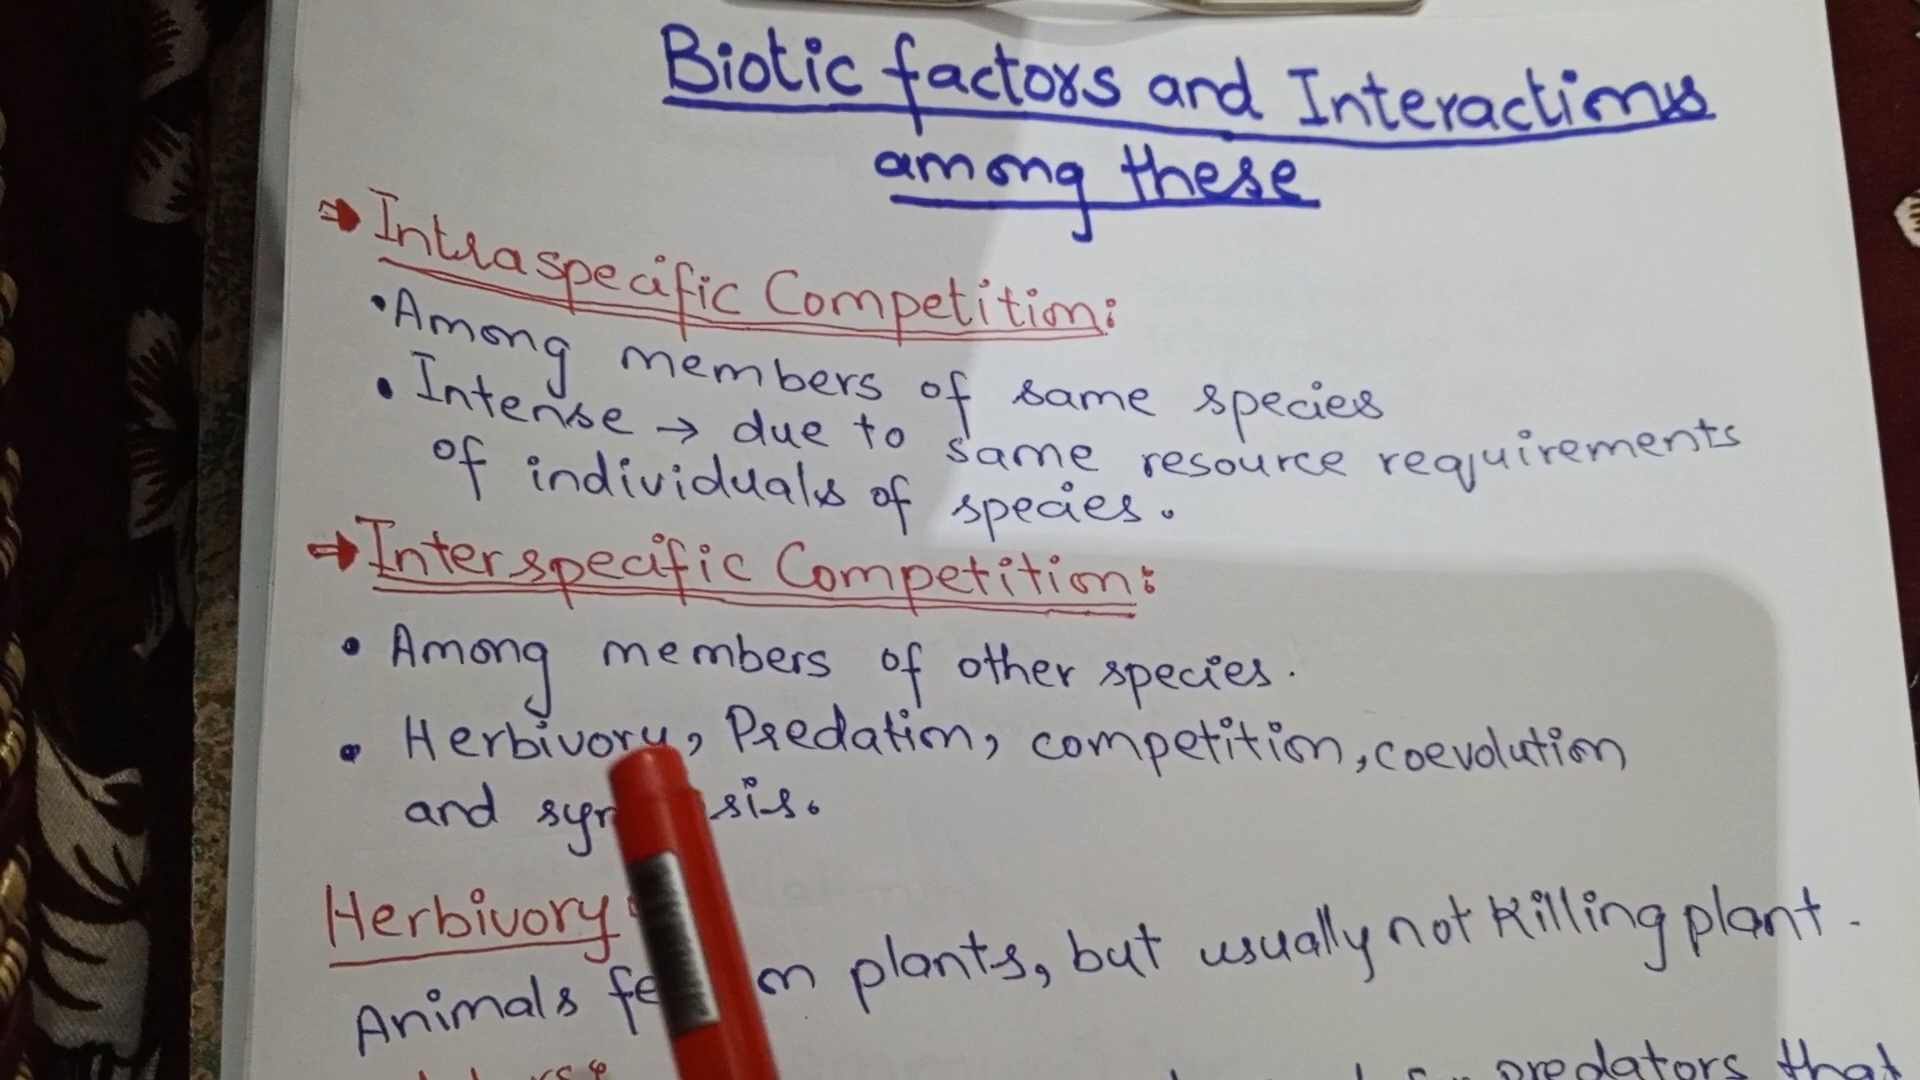 Biotic factors and Interactions
among these
Intraspecific Competition:
• Among members of same species
• Intense → due to same resource requirements
of individuals of species.
Interspecific Competition:
• Among members of other species.
• Herbivory, Predation, competition, coevolution
and
Herbivory
Animals on plants, but usually not killing plant.
predators that